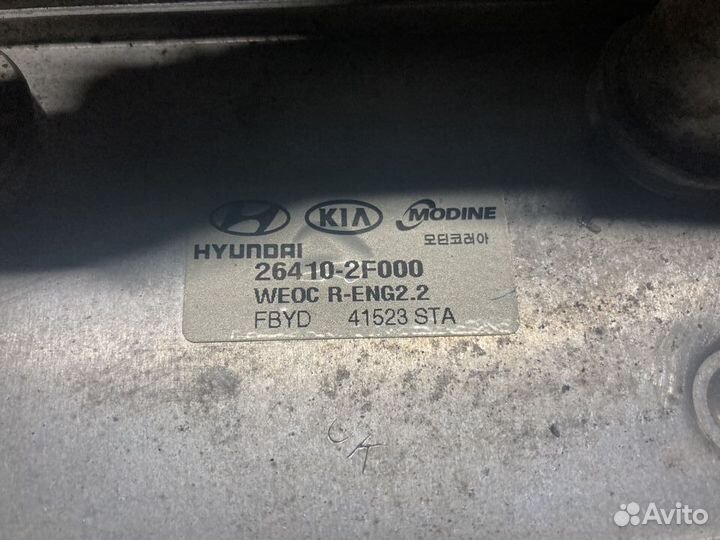 KIA MODINE
HYUNDAI 모딘코리아
26410-2F000
WEOC R-ENG2.2
FBYD 41523 STA
Avito